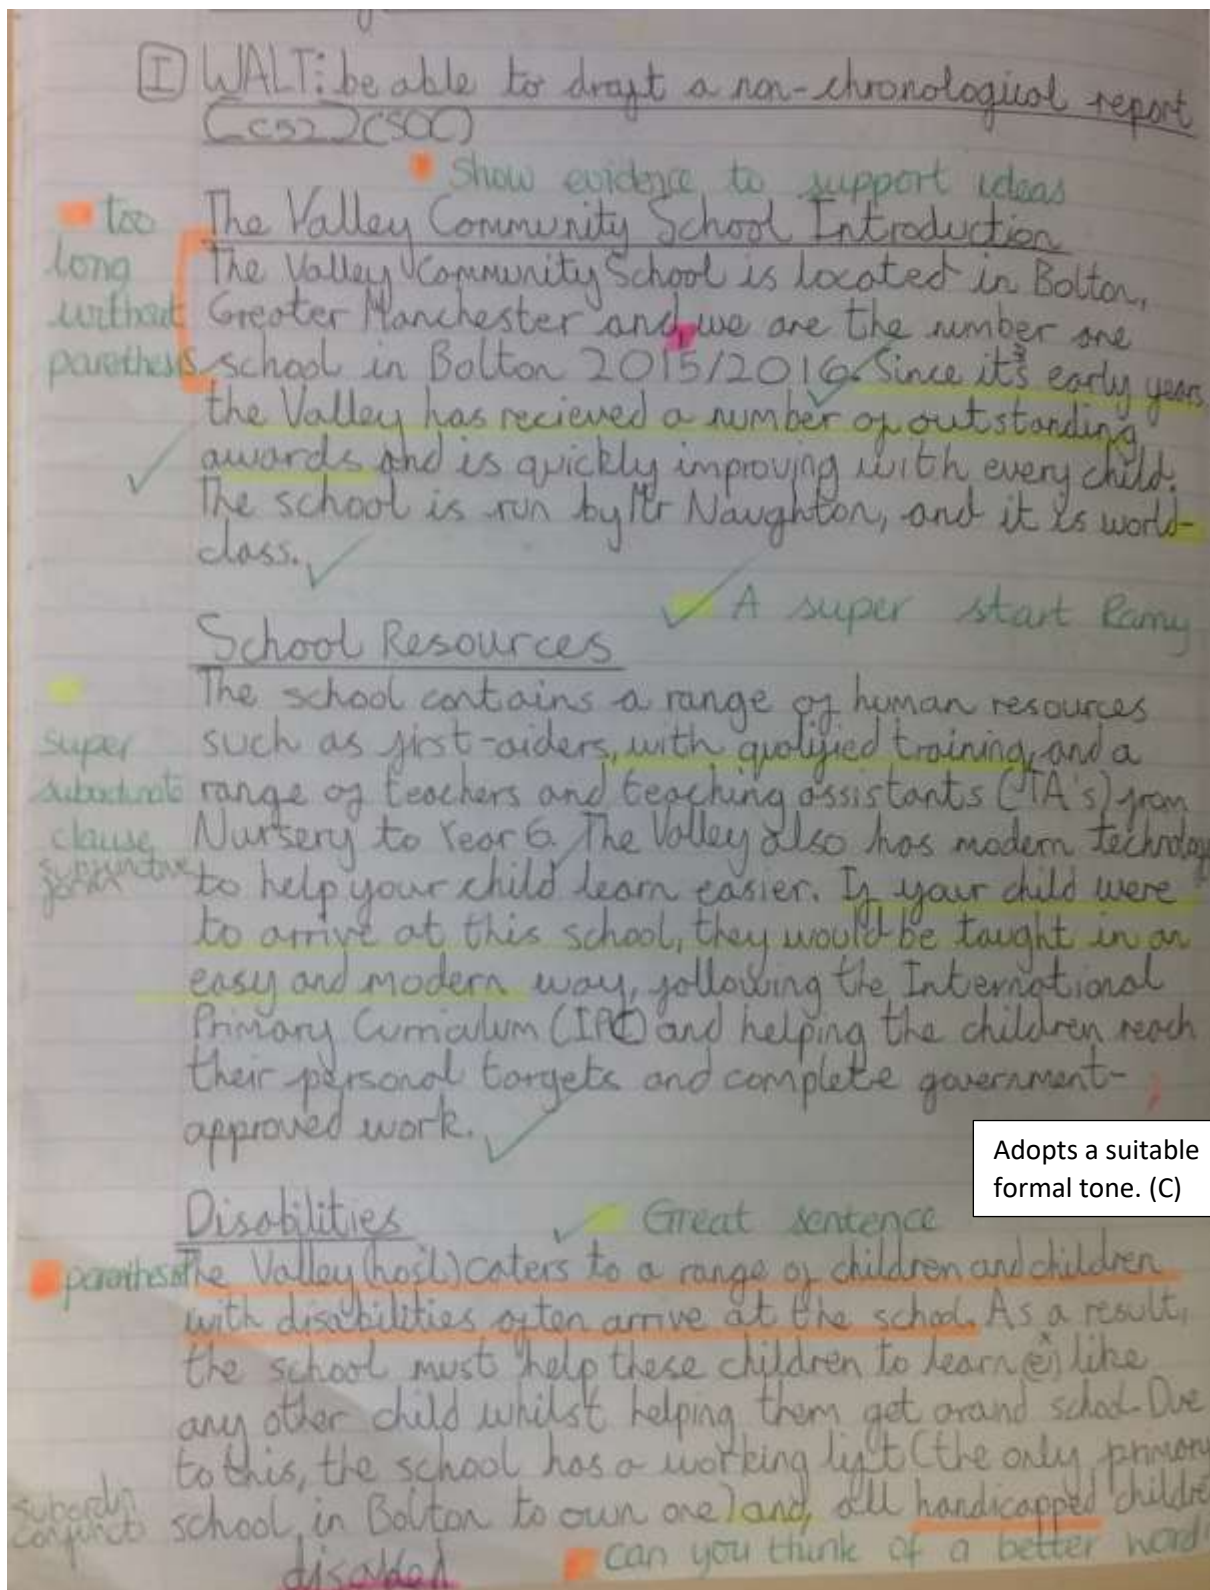 I WALT: be able to draft a non-chronological report
(CS2) (SOC)
Show evidence to support ideas
too
long
without
parethesis
The Valley Community School Introduction
The Valley Community School is located in Bolton,
Greater Manchester and, we are the number one
school in Bolton 2015/2016. Since it's early years
the Valley has recieved a number of outstanding
awards and is quickly improving with every child.
The school is run by Mr Naughton, and it is world-
class.
A super start Ramy
School Resources
The school contains a range of human resources
such as first-aiders, with qualified training, and a
range of teachers and teaching assistants (TA's) from
Nursery to Year 6. The Valley also has modern technology
to help your child learn easier. If your child were
to arrive at this school, they would be taught in an
easy and modern way, following the International
Primary Curriculum (IPC) and helping the children reach
their personal targets and complete government-
approved work.
super
subordinate
clause
subjunctive
form
Adopts a suitable
formal tone. (C)
Disabilities
Great sentence
parenthesis
The Valley (host) caters to a range of children and children
with disabilities often arrive at the school. As a result,
the school must help these children to learn like
any other child whilst helping them get around school. Due
to this, the school has a working lift (the only primary
school in Bolton to own one) and, all handicapped childre
subordin
conjunct
disabled
can you think of a better word